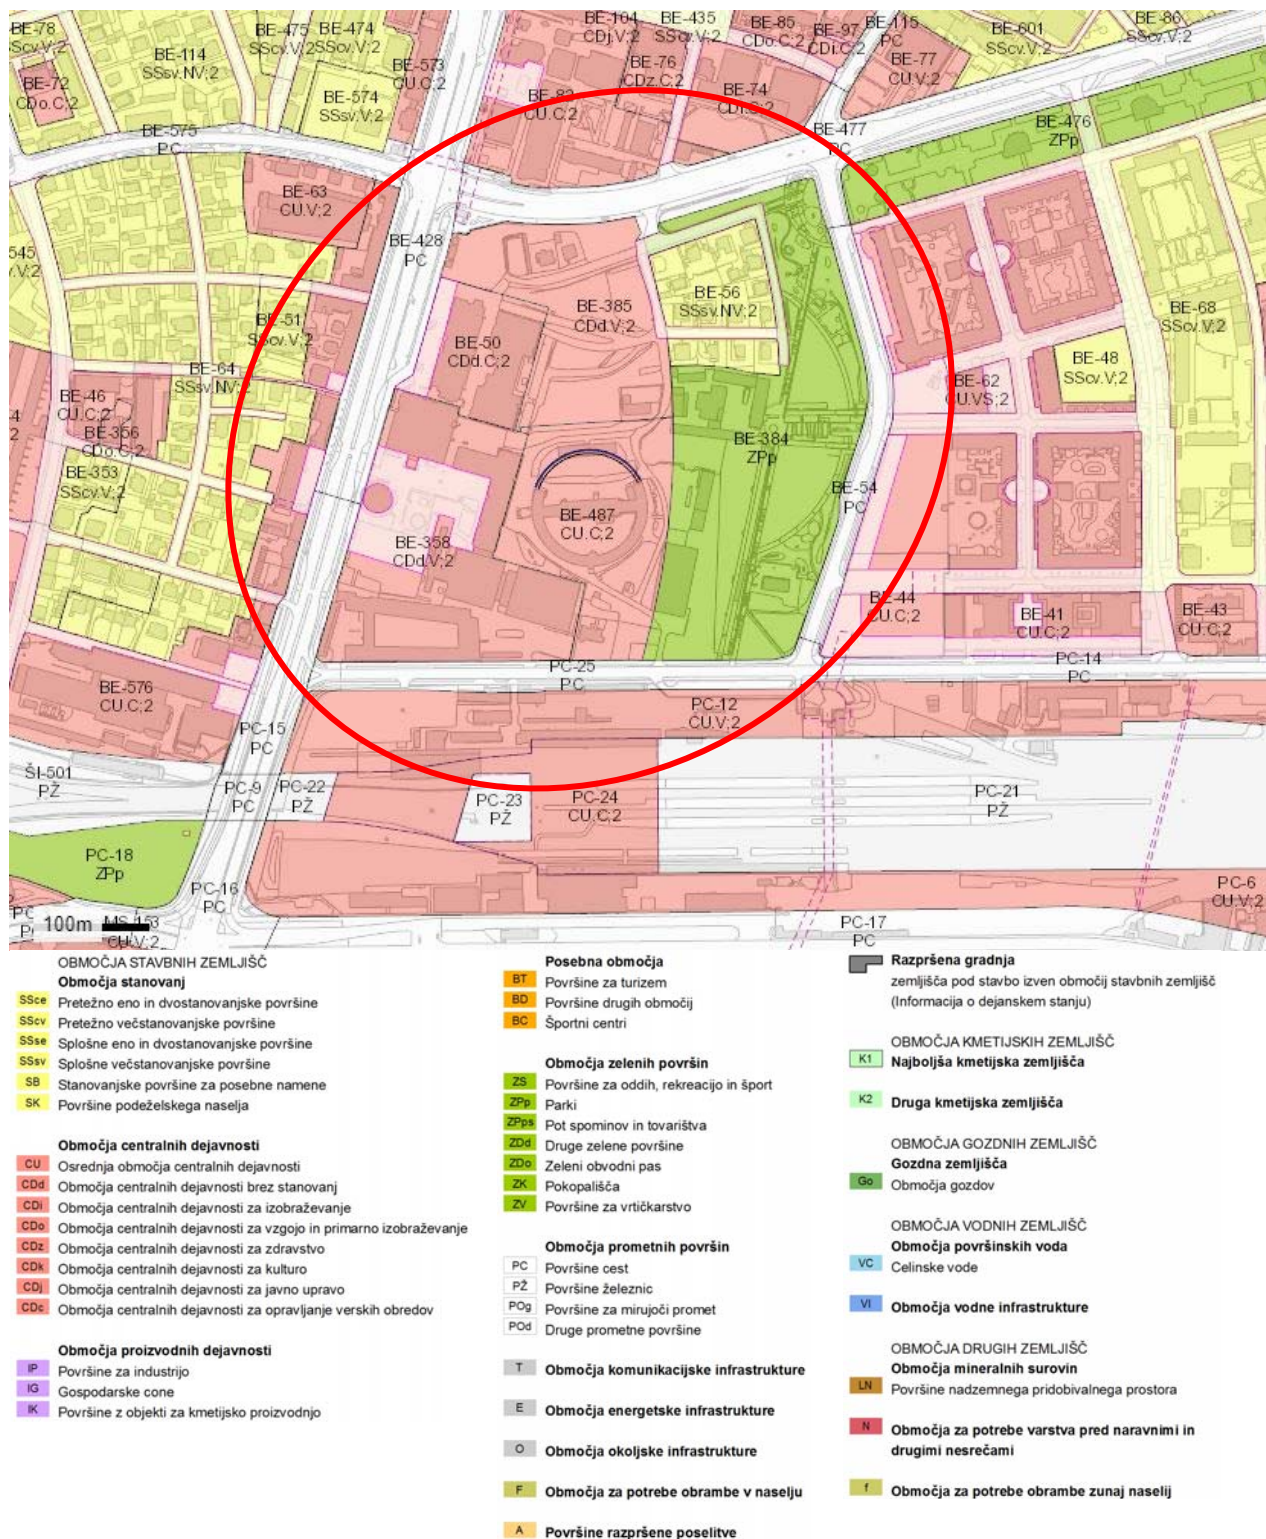 BE-78
SScv.V;2
BE-114
SSsv.NV;2
BE-475
SScv.V;2
BE-474
SScv.V;2
BE-104
CDj.V;2
BE-435
SScv.V;2
BE-85
CDo.C;2
BE-97
CDi.C;2
BE-115
PC
BE-601
SScv.V;2
BE-86
SScv.V;2
BE-72
CDo.C;2
BE-573
CU.C;2
BE-76
CDz.C;2
BE-77
CU.V;2
BE-574
SSsv.V;2
BE-82
CU.C;2
BE-74
CDi.C;2
BE-575
PC
BE-477
PC
BE-476
ZPp
BE-63
CU.V;2
BE-428
PC
545
v.V;2
BE-56
SSsv.NV;2
BE-385
CDd.V;2
BE-68
SScv.V;2
BE-51
SScv.V;2
BE-50
CDd.C;2
BE-48
SScv.V;2
BE-64
SSsv.NV;2
BE-62
CU.VS;2
BE-46
CU.C;2
BE-356
CDo.C;2
BE-384
ZPp
BE-353
SScv.V;2
BE-54
PC
BE-487
CU.C;2
BE-358
CDd.V;2
BE-44
CU.C;2
BE-41
CU.C;2
BE-43
CU.C;2
PC-25
PC
PC-14
PC
BE-576
CU.C;2
PC-12
CU.V;2
PC-15
PC
ŠI-501
PŽ
PC-9
PC
PC-22
PŽ
PC-23
PŽ
PC-24
CU.C;2
PC-21
PŽ
PC-18
ZPp
PC-16
PC
PC-6
CU.V;2
100m
MS-153
CU.V;2
PC-17
PC
OBMOČJA STAVBNIH ZEMLJIŠČ
Območja stanovanj
SSce Pretežno eno in dvostanovanjske površine
SScv Pretežno večstanovanjske površine
SSse Splošne eno in dvostanovanjske površine
SSsv Splošne večstanovanjske površine
SB Stanovanjske površine za posebne namene
SK Površine podeželskega naselja
Območja centralnih dejavnosti
CU Osrednja območja centralnih dejavnosti
CDd Območja centralnih dejavnosti brez stanovanj
CDi Območja centralnih dejavnosti za izobraževanje
CDo Območja centralnih dejavnosti za vzgojo in primarno izobraževanje
CDz Območja centralnih dejavnosti za zdravstvo
CDk Območja centralnih dejavnosti za kulturo
CDj Območja centralnih dejavnosti za javno upravo
CDc Območja centralnih dejavnosti za opravljanje verskih obredov
Območja proizvodnih dejavnosti
IP Površine za industrijo
IG Gospodarske cone
IK Površine z objekti za kmetijsko proizvodnjo
Posebna območja
BT Površine za turizem
BD Površine drugih območij
BC Športni centri
Območja zelenih površin
ZS Površine za oddih, rekreacijo in šport
ZPp Parki
ZPps Pot spominov in tovarištva
ZDd Druge zelene površine
ZDo Zeleni obvodni pas
ZK Pokopališča
ZV Površine za vrtičkarstvo
Območja prometnih površin
PC Površine cest
PŽ Površine železnic
POg Površine za mirujoči promet
POd Druge prometne površine
T Območja komunikacijske infrastrukture
E Območja energetske infrastrukture
O Območja okoljske infrastrukture
F Območja za potrebe obrambe v naselju
A Površine razpršene poselitve
Razpršena gradnja
zemljišča pod stavbo izven območij stavbnih zemljišč
(Informacija o dejanskem stanju)
OBMOČJA KMETIJSKIH ZEMLJIŠČ
K1 Najboljša kmetijska zemljišča
K2 Druga kmetijska zemljišča
OBMOČJA GOZDNIH ZEMLJIŠČ
Gozdna zemljišča
Go Območja gozdov
OBMOČJA VODNIH ZEMLJIŠČ
Območja površinskih voda
VC Celinske vode
VI Območja vodne infrastrukture
OBMOČJA DRUGIH ZEMLJIŠČ
Območja mineralnih surovin
LN Površine nadzemnega pridobivalnega prostora
N Območja za potrebe varstva pred naravnimi in
drugimi nesrečami
f Območja za potrebe obrambe zunaj naselij